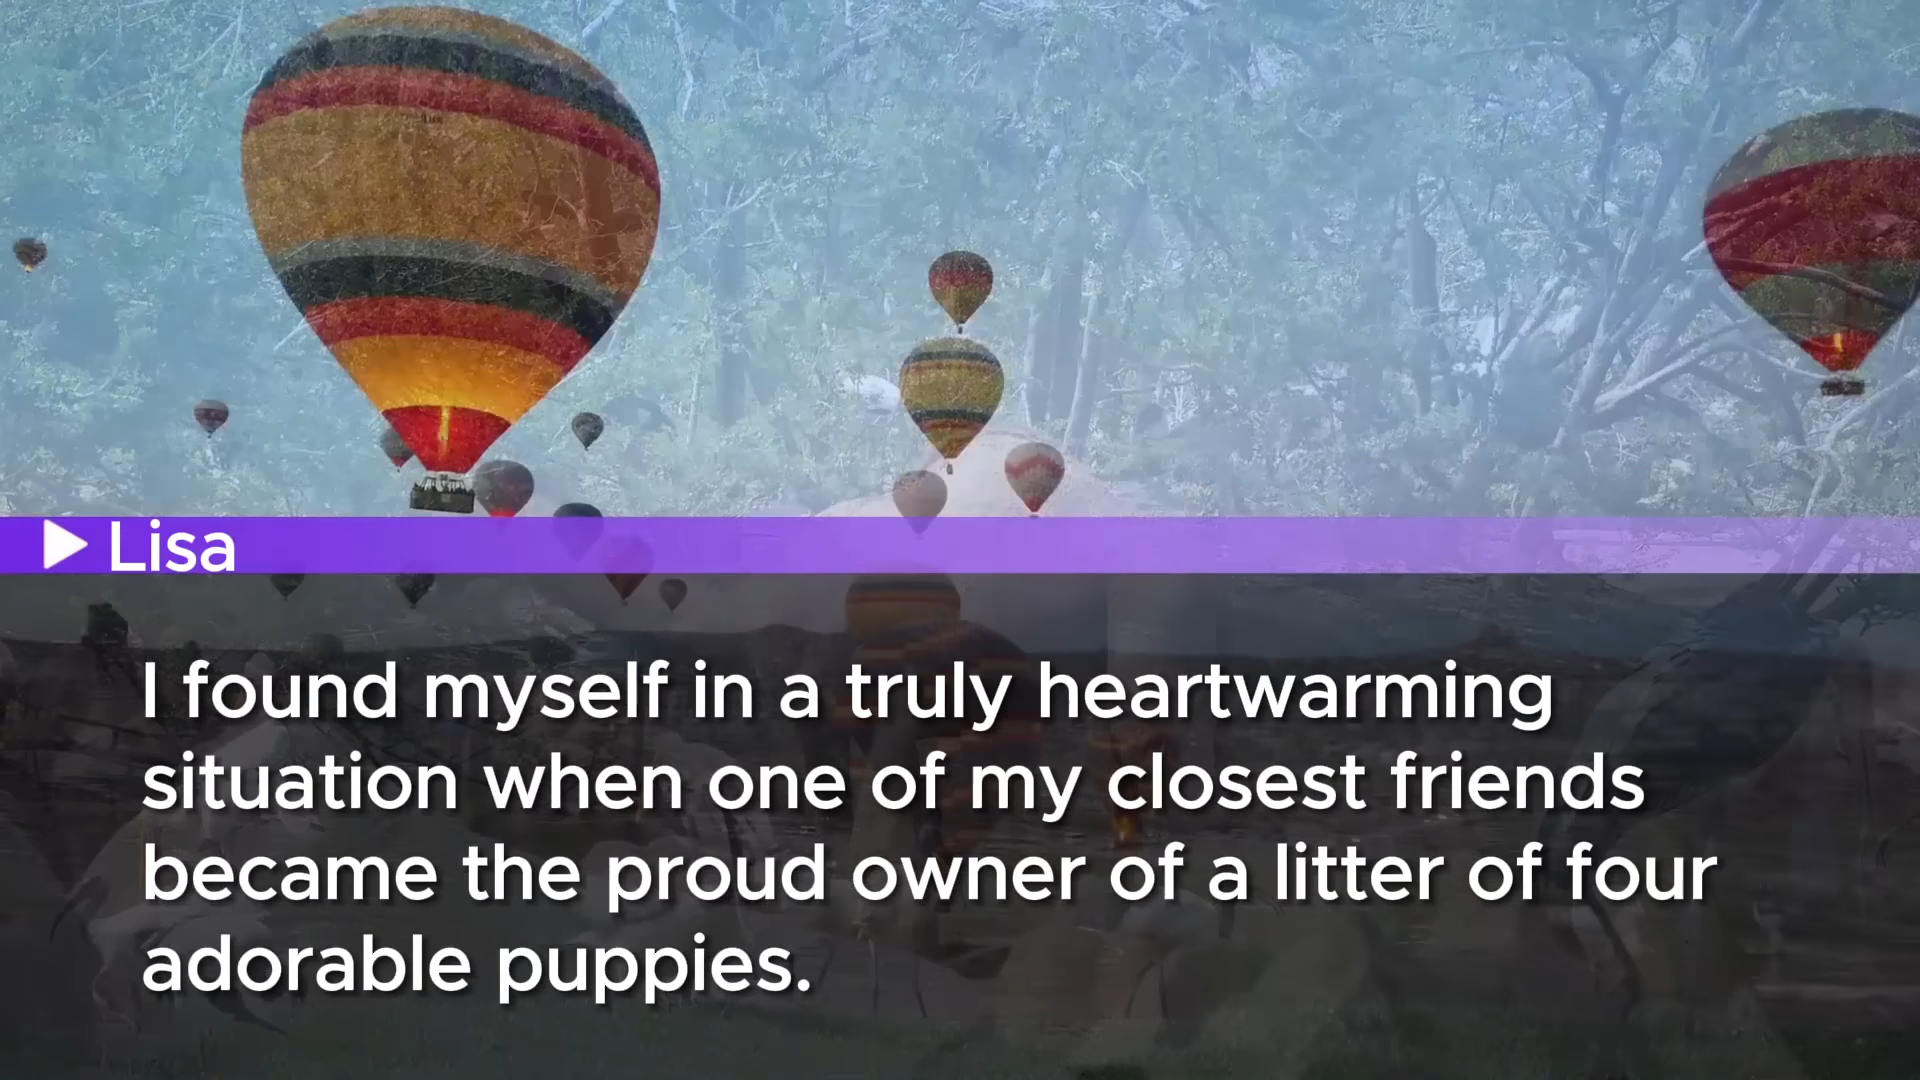 Lisa
I found myself in a truly heartwarming
situation when one of my closest friends
became the proud owner of a litter of four
adorable puppies.